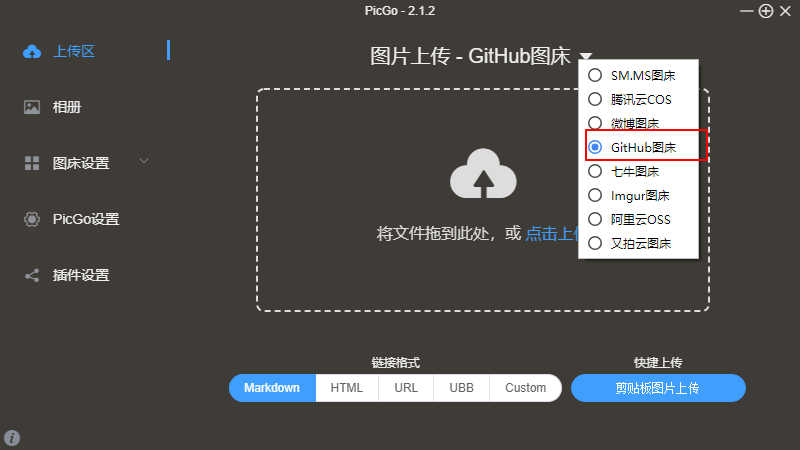 PicGo - 2.1.2
上传区
相册
图床设置
PicGo设置
插件设置
图片上传 - GitHub图床
SM.MS图床
腾讯云COS
微博图床
GitHub图床
七牛图床
Imgur图床
阿里云OSS
又拍云图床
将文件拖到此处，或 点击上
链接格式
Markdown
HTML
URL
UBB
Custom
快捷上传
剪贴板图片上传